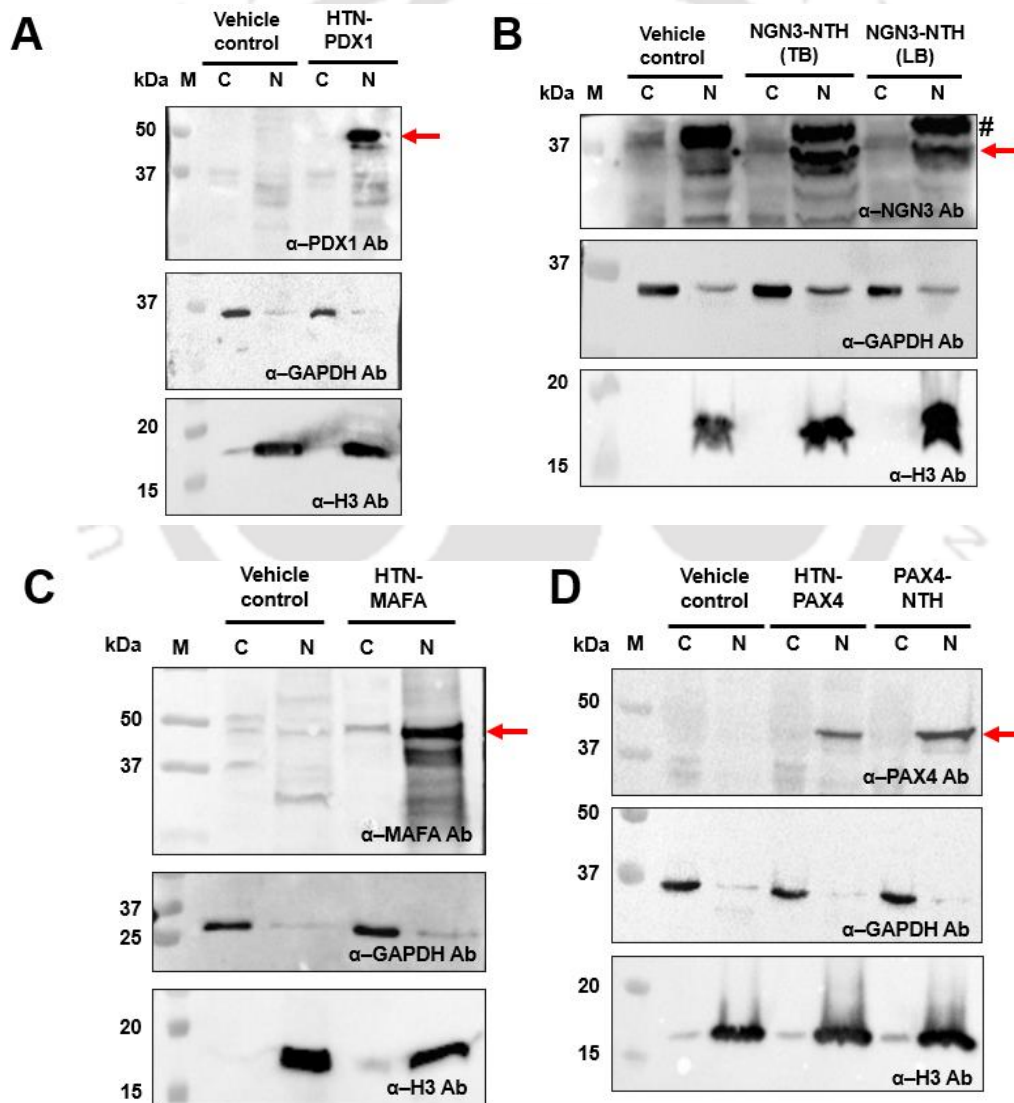 A
Vehicle control
HTN-PDX1
kDa M C N C N
50
37
α–PDX1 Ab
37
α–GAPDH Ab
20
15
α–H3 Ab
B
Vehicle control
NGN3-NTH (TB)
NGN3-NTH (LB)
kDa M C N C N C N
#
37
α–NGN3 Ab
37
α–GAPDH Ab
20
15
α–H3 Ab
C
Vehicle control
HTN-MAFA
kDa M C N C N
50
37
α–MAFA Ab
37
25
α–GAPDH Ab
20
15
α–H3 Ab
D
Vehicle control
HTN-PAX4
PAX4-NTH
kDa M C N C N C N
50
37
α–PAX4 Ab
50
37
α–GAPDH Ab
20
15
α–H3 Ab